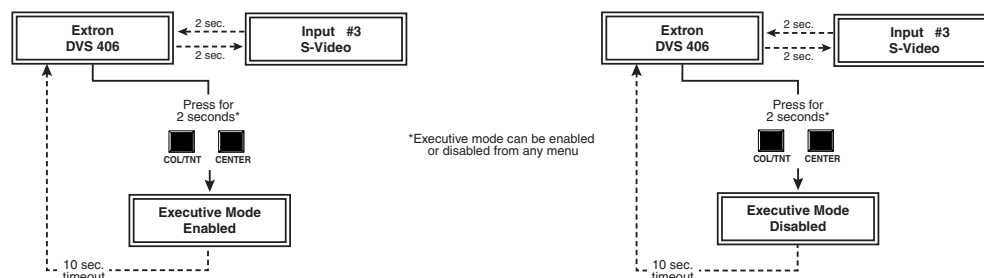 Extron
DVS 406
2 sec.
2 sec.
Input #3
S-Video
Press for
2 seconds*
COL/TNT CENTER
Executive Mode
Enabled
10 sec.
timeout
*Executive mode can be enabled
or disabled from any menu
Extron
DVS 406
2 sec.
2 sec.
Input #3
S-Video
Press for
2 seconds*
COL/TNT CENTER
Executive Mode
Disabled
10 sec.
timeout